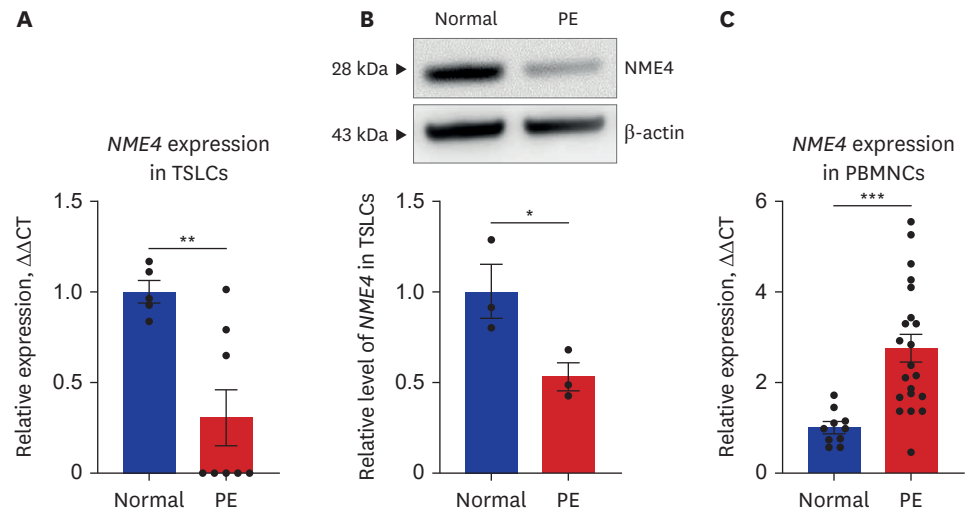 A
NME4 expression
in TSLCs
Relative expression, ΔΔCT
1.5
1.0
0.5
0
**
Normal PE
B
Normal PE
28 kDa ▶ NME4
43 kDa ▶ β-actin
Relative level of NME4 in TSLCs
1.5
1.0
0.5
0
*
Normal PE
C
NME4 expression
in PBMNCs
Relative expression, ΔΔCT
6
4
2
0
***
Normal PE